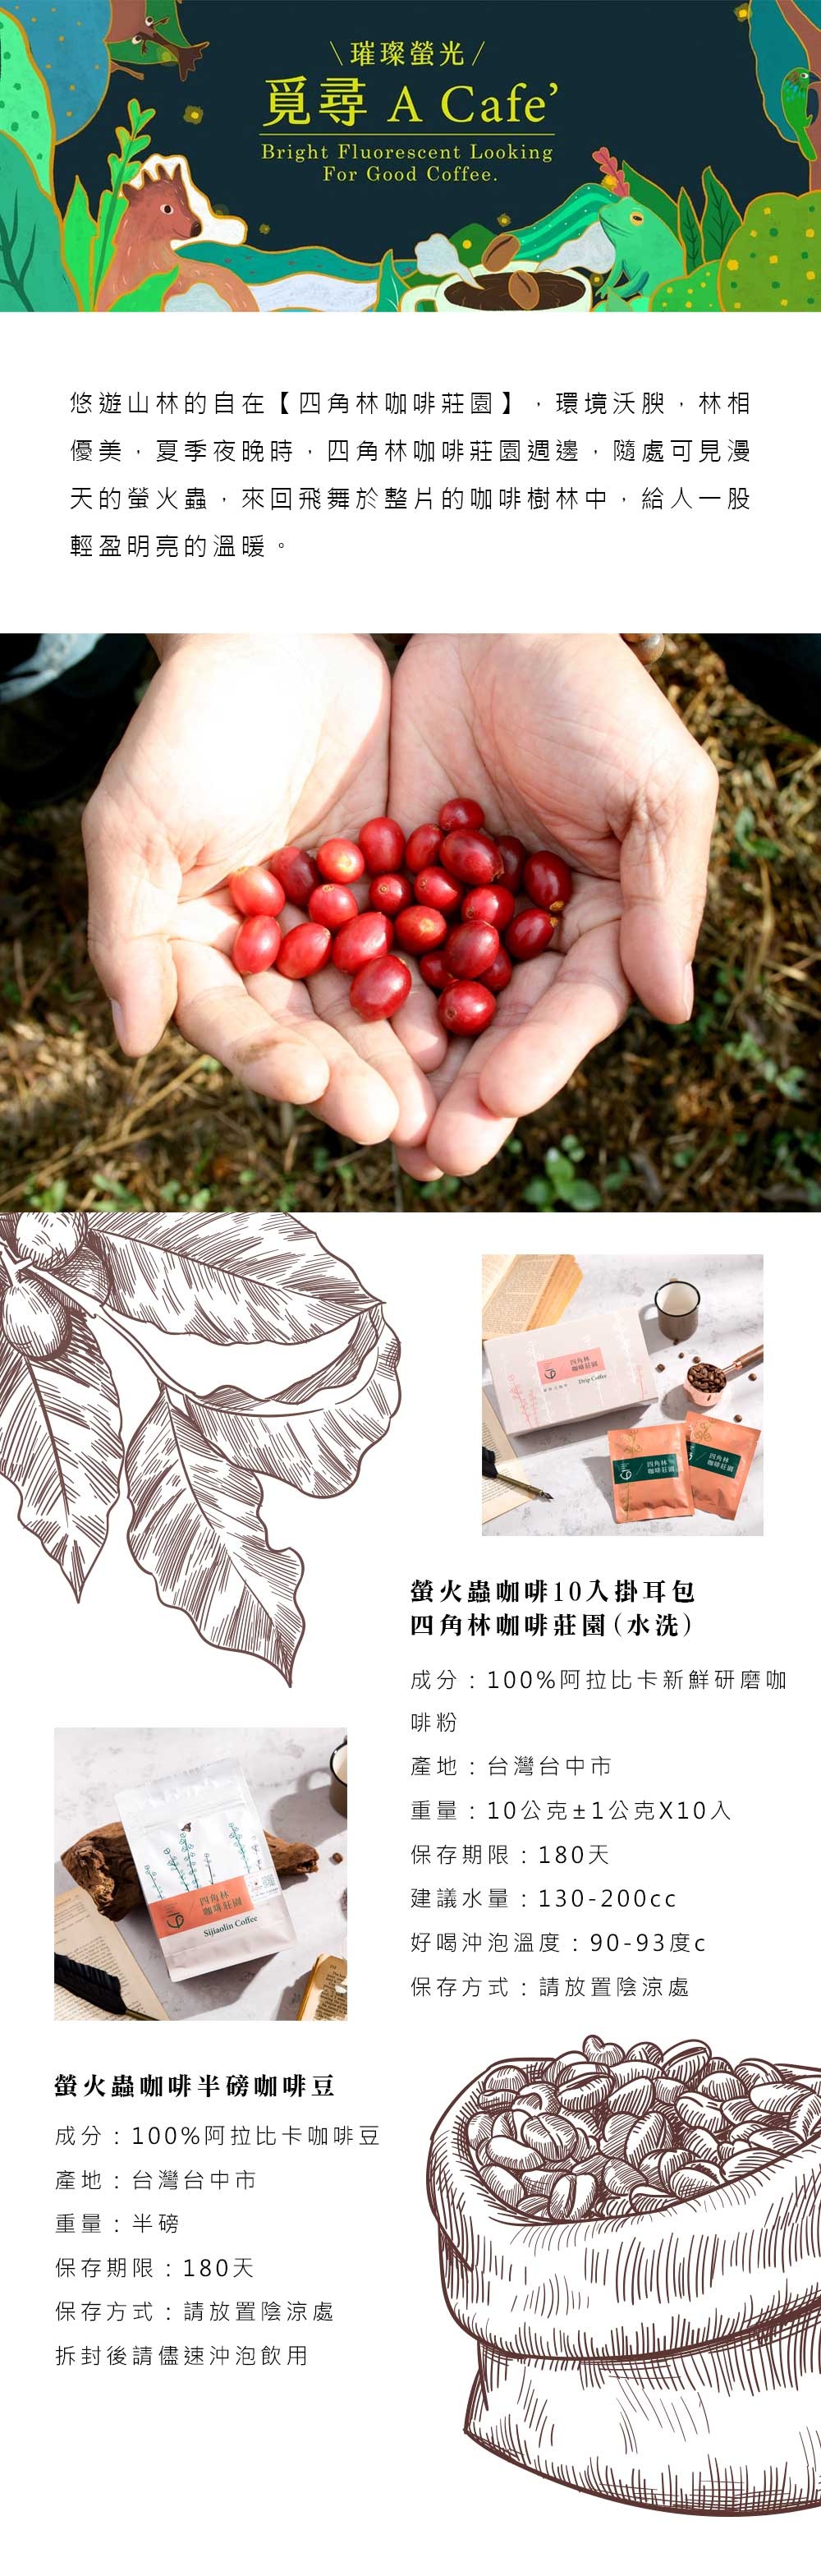 \ 璀璨螢光 /
覓尋 A Cafe’
Bright Fluorescent Looking
For Good Coffee.
悠遊山林的自在【四角林咖啡莊園】，環境沃腴，林相
優美，夏季夜晚時，四角林咖啡莊園週邊，隨處可見漫
天的螢火蟲，來回飛舞於整片的咖啡樹林中，給人一股
輕盈明亮的溫暖。
四角林
咖啡莊園
Drip Coffee
四角林
咖啡莊園
四角林
咖啡莊園
螢火蟲咖啡10入掛耳包
四角林咖啡莊園(水洗)
成分：100%阿拉比卡新鮮研磨咖
啡粉
產地：台灣台中市
重量：10公克±1公克X10入
保存期限：180天
建議水量：130-200cc
好喝沖泡溫度：90-93度c
保存方式：請放置陰涼處
四角林
咖啡莊園
Sijiaolin Coffee
螢火蟲咖啡半磅咖啡豆
成分：100%阿拉比卡咖啡豆
產地：台灣台中市
重量：半磅
保存期限：180天
保存方式：請放置陰涼處
拆封後請儘速沖泡飲用